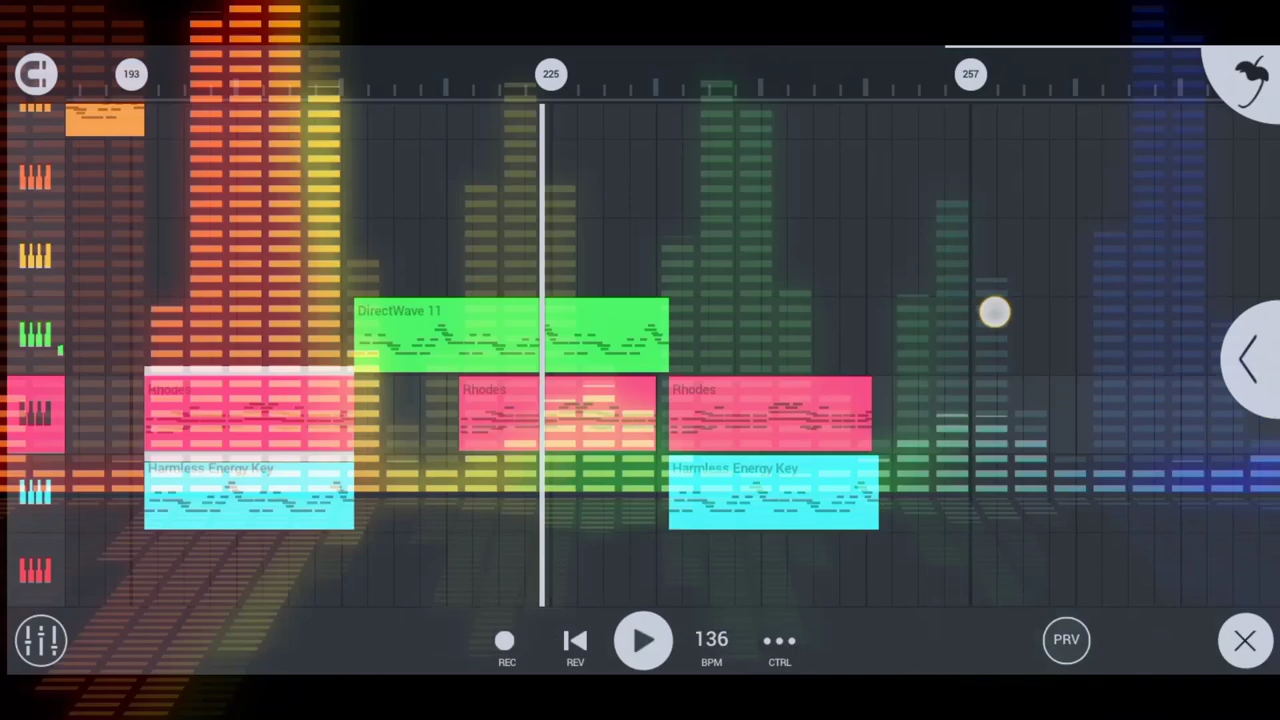 193
225
257
DirectWave 11
Rhodes
Rhodes
Rhodes
Harmless Energy Key
Harmless Energy Key
136
PRV
REC
REV
BPM
CTRL